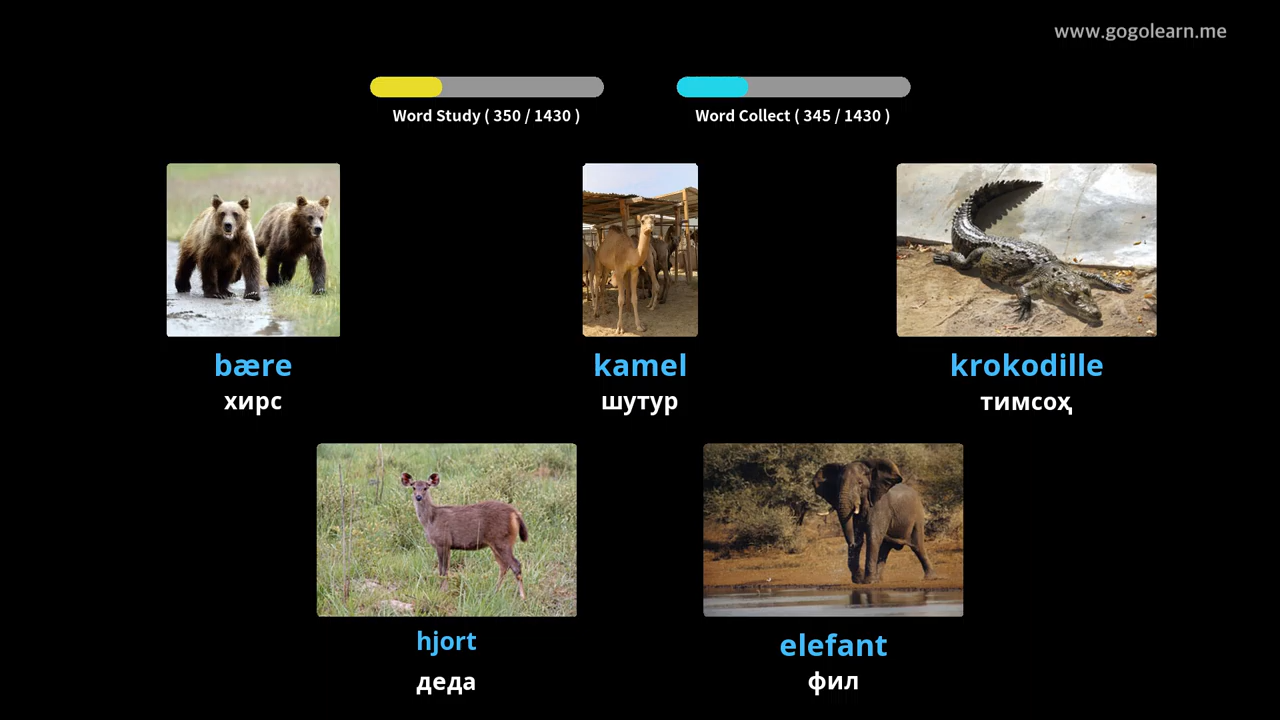 www.gogolearn.me
Word Study ( 350 / 1430 )
Word Collect ( 345 / 1430 )
bære
хирс
kamel
шутур
krokodille
тимсоҳ
hjort
деда
elefant
фил